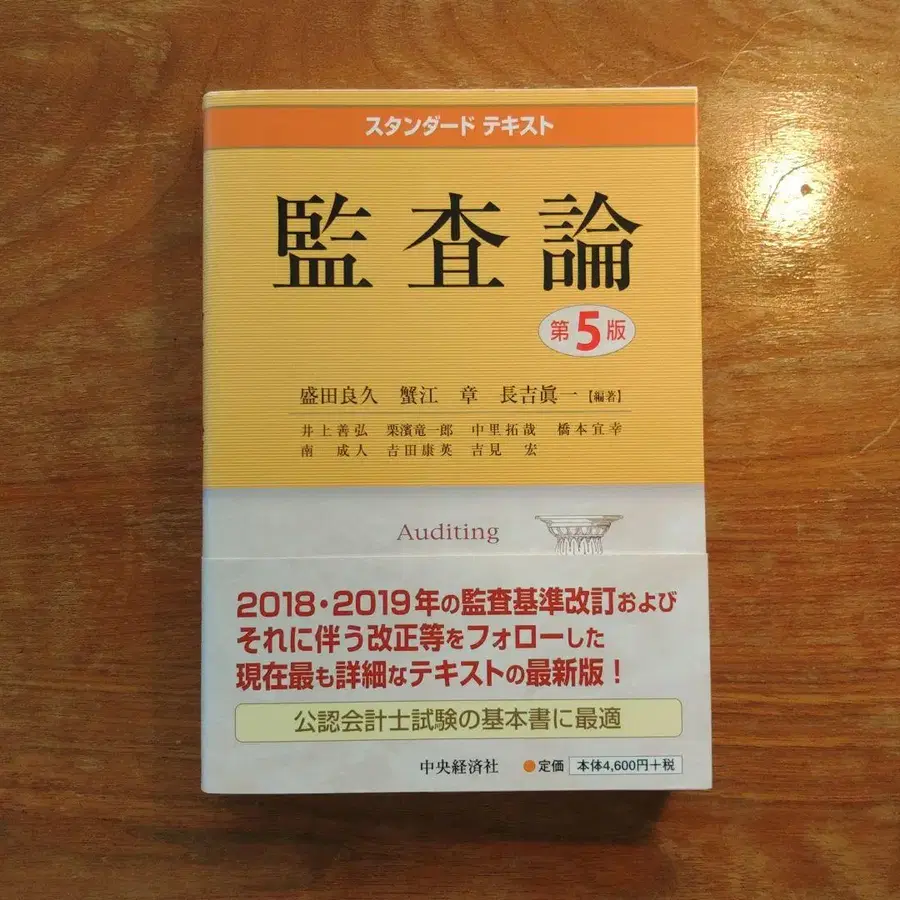 スタンダード テキスト
監査論
第5版
盛田良久 蟹江 章 長吉眞一【編著】
井上善弘 栗濱竜一郎 中里拓哉 橋本宜幸
南 成人 吉田康英 吉見 宏
Auditing
2018・2019年の監査基準改訂および
それに伴う改正等をフォローした
現在最も詳細なテキストの最新版！
公認会計士試験の基本書に最適
中央経済社 ●定価 本体4,600円+税